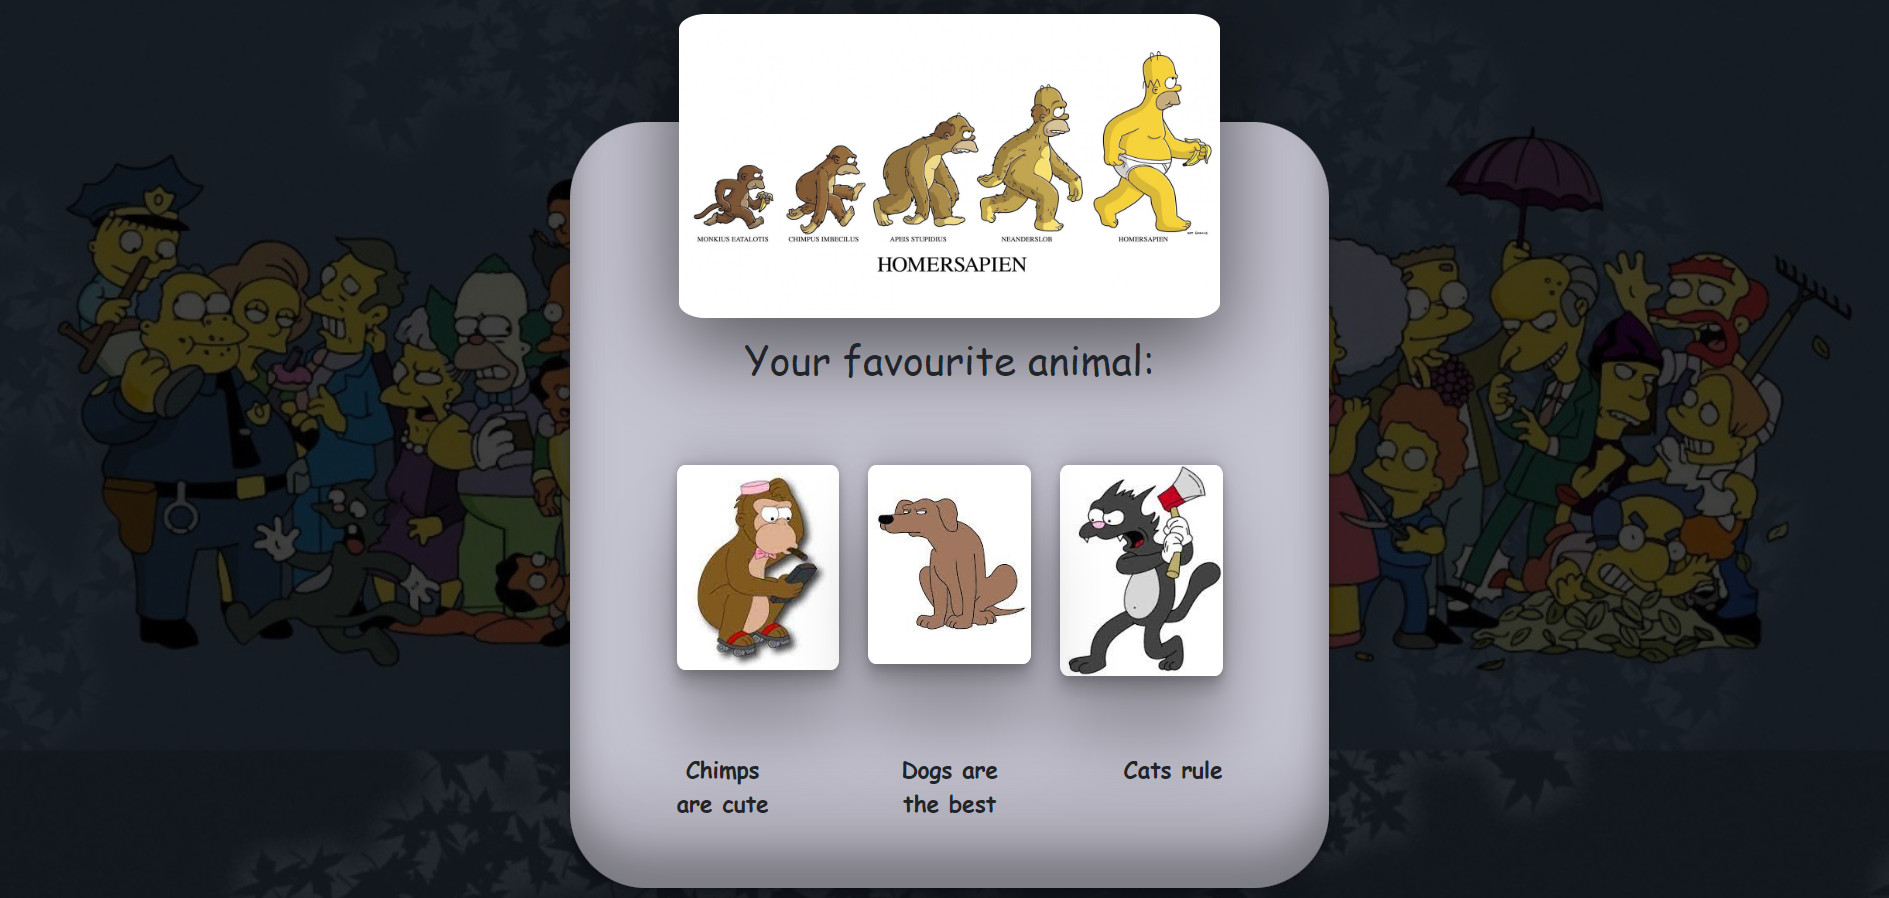 MONKIUS EATALOTIS CHIMPUS IMBECILUS APEIS STUPIDIUS NEANDERSLOB HOMERSAPIEN
HOMERSAPIEN
Your favourite animal:
Chimps
are cute
Dogs are
the best
Cats rule